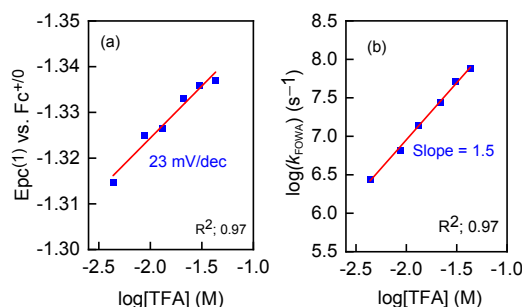 (a)
Epc(1) vs. Fc+/0
-1.35
-1.34
-1.33
-1.32
-1.31
-1.30
23 mV/dec
R2; 0.97
-2.5
-2.0
-1.5
-1.0
log[TFA] (M)
(b)
log(kFOWA) (s−1)
8.5
8.0
7.5
7.0
6.5
6.0
5.5
Slope = 1.5
R2; 0.97
-2.5
-2.0
-1.5
-1.0
log[TFA] (M)